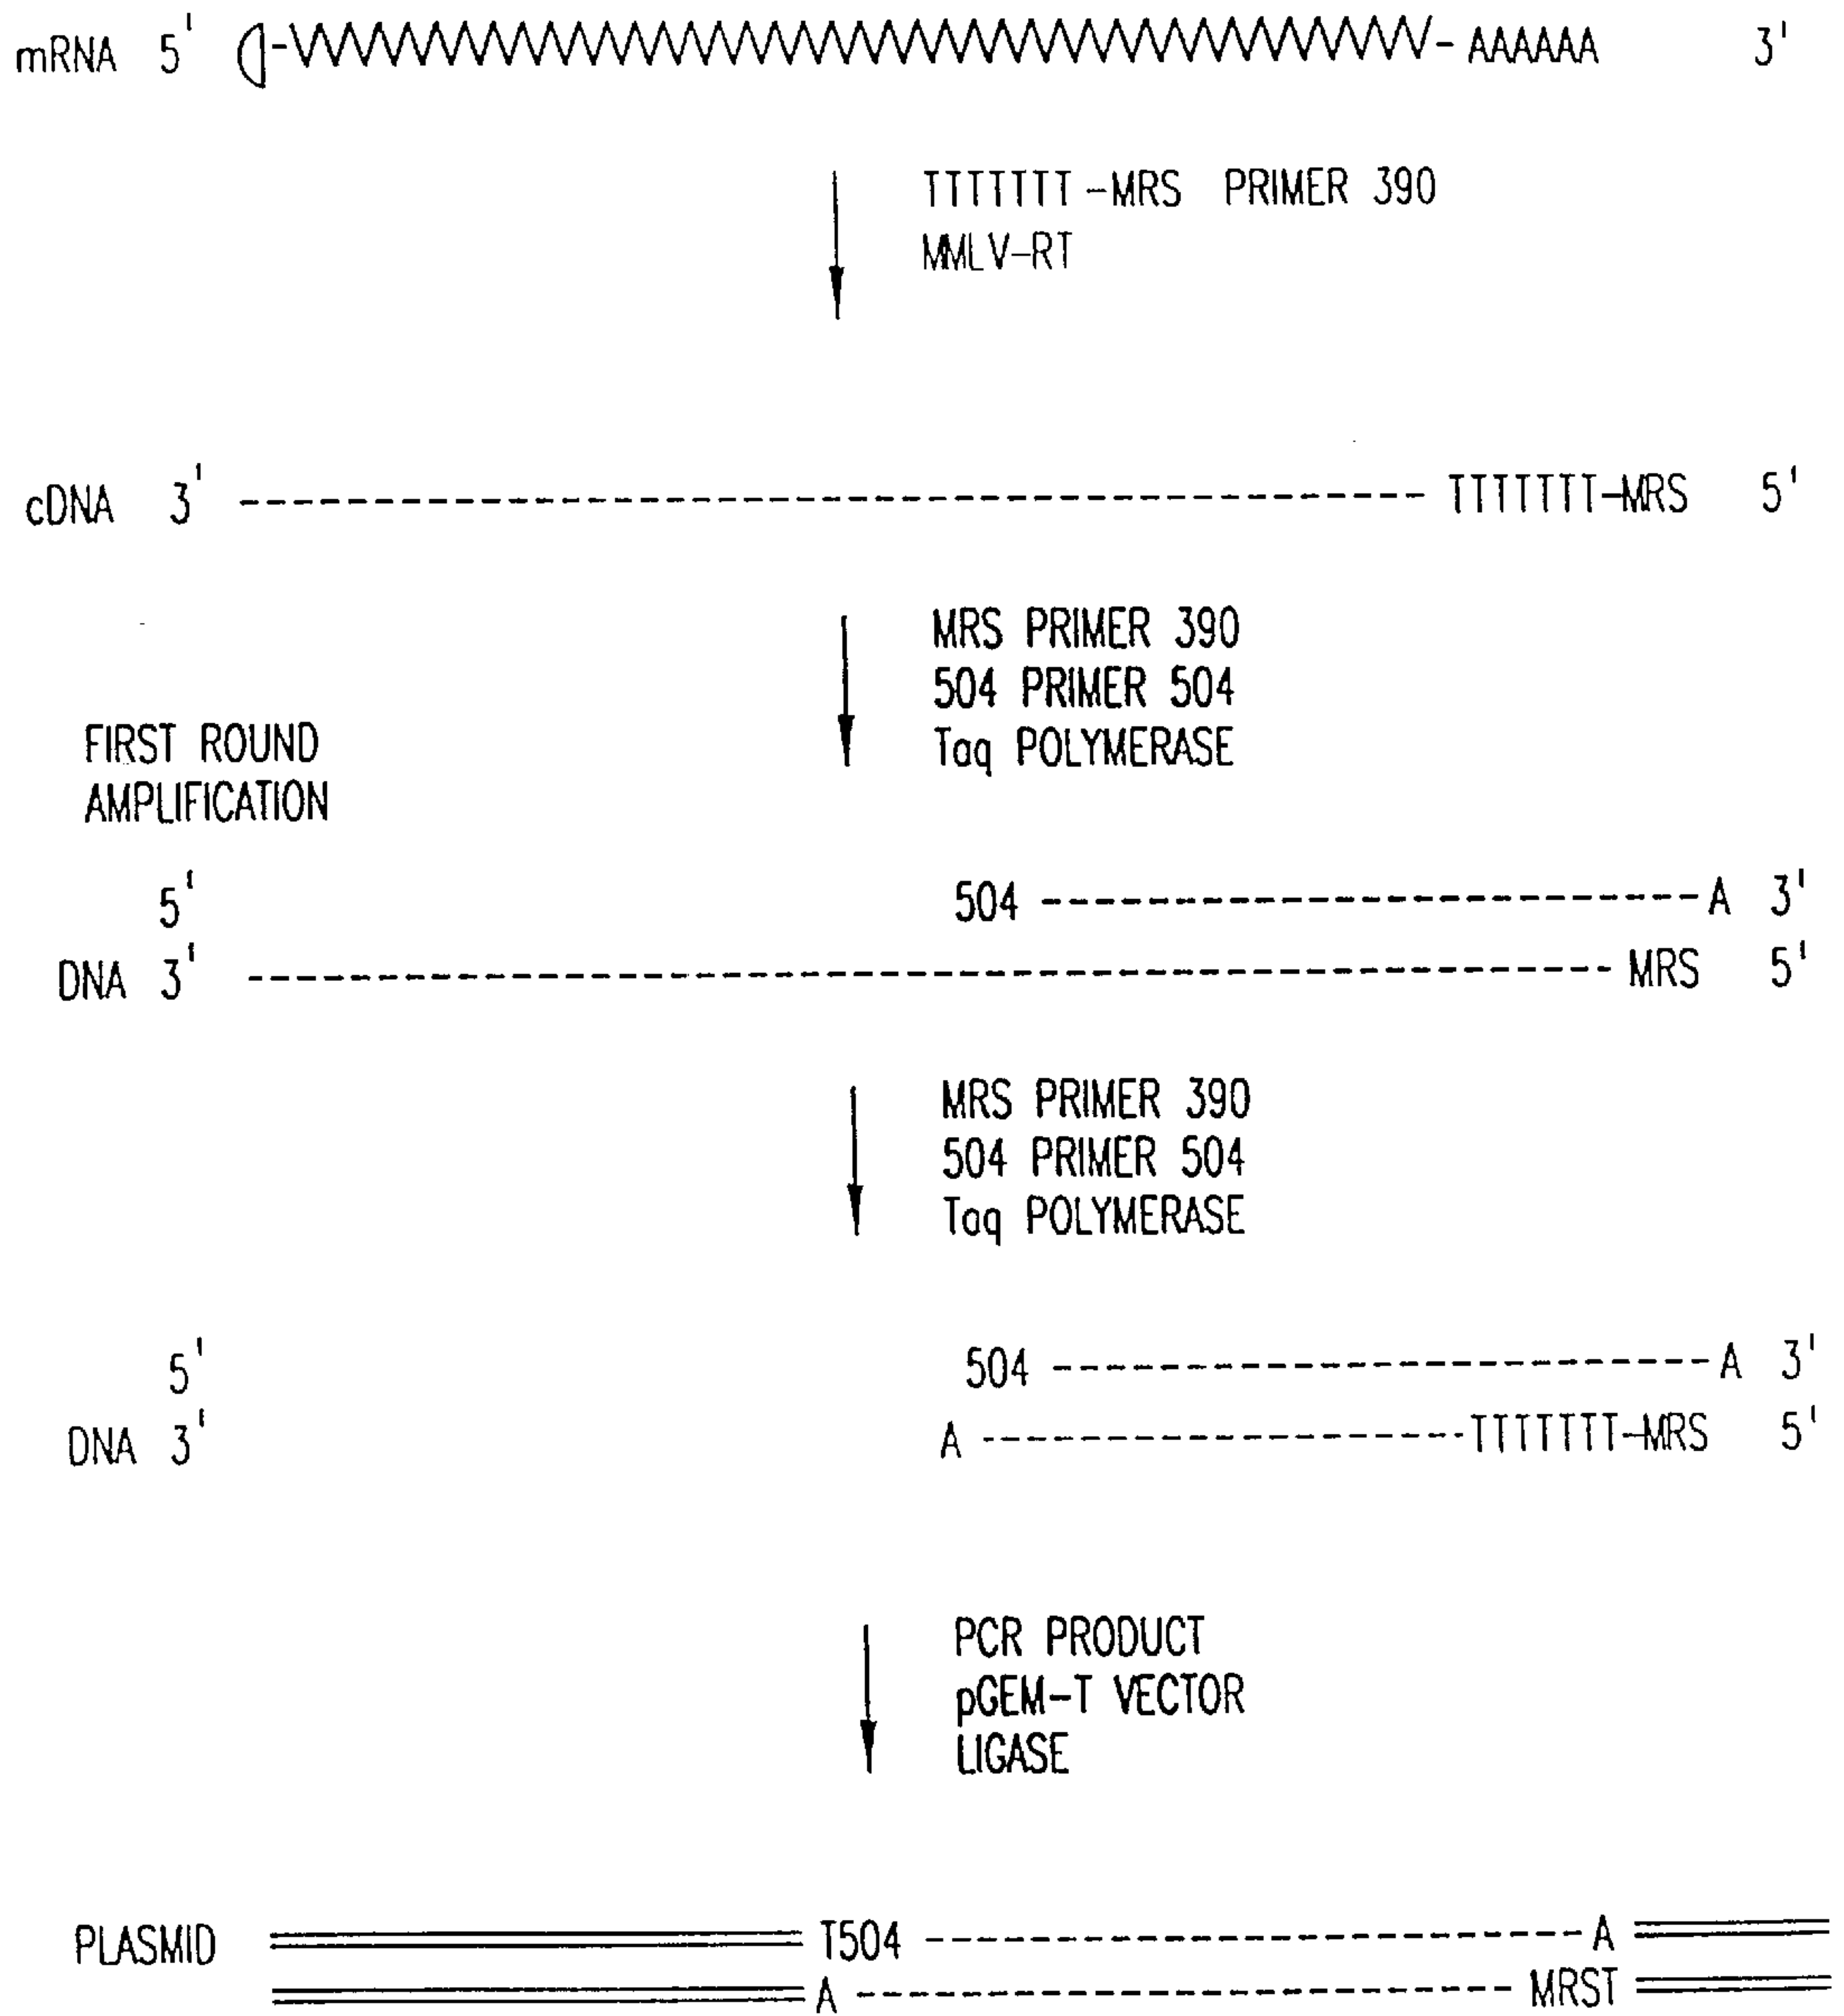 mRNA 5' - AAAAAA 3'
TTTTTTT-MRS PRIMER 390
MMLV-RT
cDNA 3' TTTTTTT-MRS 5'
MRS PRIMER 390
504 PRIMER 504
Taq POLYMERASE
FIRST ROUND
AMPLIFICATION
5' 504 A 3'
DNA 3' MRS 5'
MRS PRIMER 390
504 PRIMER 504
Taq POLYMERASE
5' 504 A 3'
DNA 3' A TTTTTTT-MRS 5'
PCR PRODUCT
pGEM-T VECTOR
LIGASE
PLASMID T504 A
A MRST